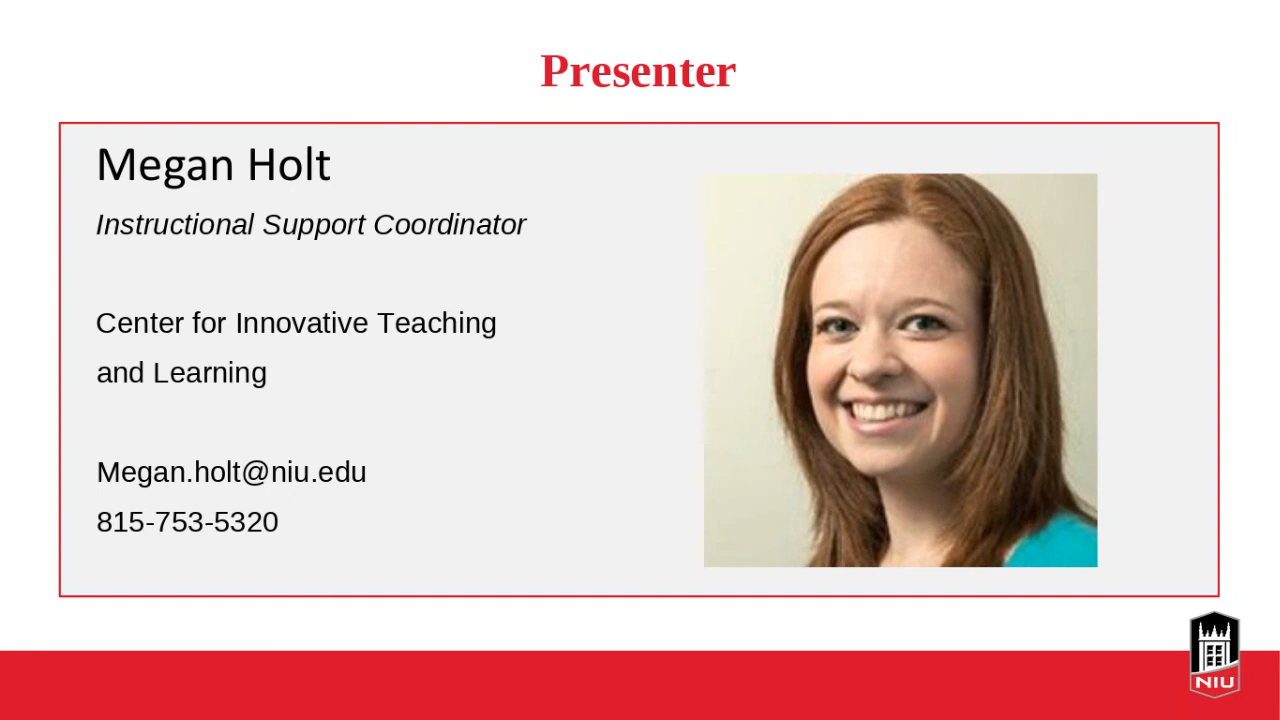 Presenter
Megan Holt
Instructional Support Coordinator
Center for Innovative Teaching
and Learning
Megan.holt@niu.edu
815-753-5320
NIU